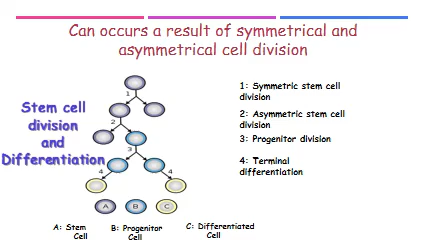 Can occurs a result of symmetrical and
asymmetrical cell division
Stem cell
division
and
Differentiation
1
2
3
4
4
A
B
C
1: Symmetric stem cell
division
2: Asymmetric stem cell
division
3: Progenitor division
4: Terminal
differentiation
A: Stem
Cell
B: Progenitor
Cell
C: Differentiated
Cell